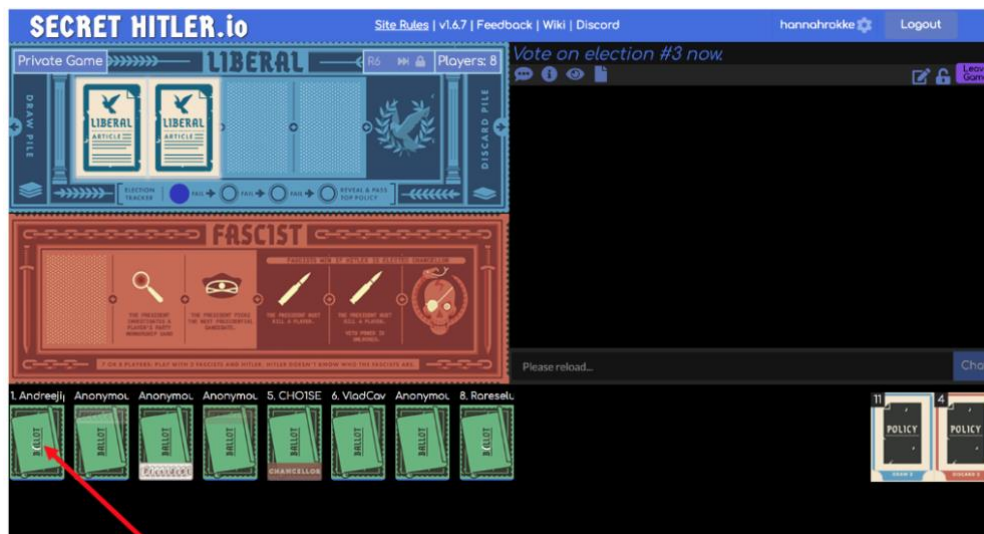 SECRET HITLER.io
Site Rules | v1.6.7 | Feedback | Wiki | Discord
hannahrokke
Logout
Private Game
LIBERAL
R6
Players: 8
Vote on election #3 now.
Leav
Game
DRAW PILE
LIBERAL
ARTICLE
LIBERAL
ARTICLE
DISCARD PILE
ELECTION
TRACKER
FAIL
FAIL
FAIL
REVEAL & PASS
TOP POLICY
FASCIST
FASCISTS WIN IF HITLER IS ELECTED CHANCELLOR
THE PRESIDENT
INVESTIGATES A
PLAYER'S PARTY
MEMBERSHIP CARD
THE PRESIDENT PICKS
THE NEXT PRESIDENTIAL
CANDIDATE.
THE PRESIDENT MUST
KILL A PLAYER.
THE PRESIDENT MUST
KILL A PLAYER.
VETO POWER IS
UNLOCKED.
7 OR 8 PLAYERS: PLAY WITH 2 FASCISTS AND HITLER. HITLER DOESN'T KNOW WHO THE FASCISTS ARE.
Please reload...
Cha
1. Andreeji Anonymou Anonymou Anonymou 5. CHO1SE 6. VladCav Anonymou 8. Rareselu
BALLOT BALLOT BALLOT BALLOT BALLOT BALLOT BALLOT BALLOT
PRESIDENT
CHANCELLOR
11
POLICY
DRAW
4
POLICY
DISCARD